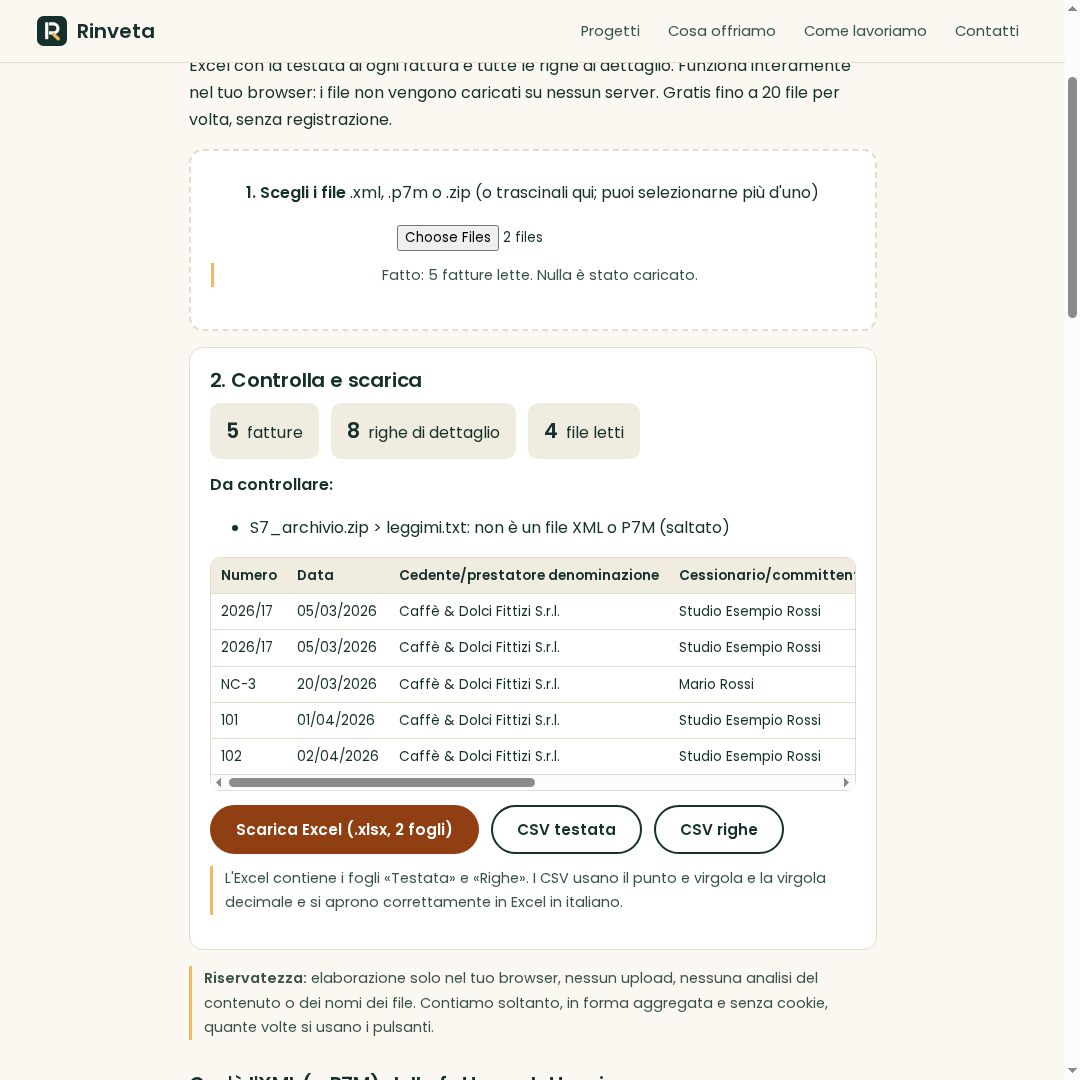 Rinveta
Progetti
Cosa offriamo
Come lavoriamo
Contatti
Excel con la testata di ogni fattura e tutte le righe di dettaglio. Funziona interamente
nel tuo browser: i file non vengono caricati su nessun server. Gratis fino a 20 file per
volta, senza registrazione.
1. Scegli i file .xml, .p7m o .zip (o trascinali qui; puoi selezionarne più d'uno)
Choose Files 2 files
Fatto: 5 fatture lette. Nulla è stato caricato.
2. Controlla e scarica
5 fatture
8 righe di dettaglio
4 file letti
Da controllare:
• S7_archivio.zip > leggimi.txt: non è un file XML o P7M (saltato)
Numero Data Cedente/prestatore denominazione Cessionario/committent
2026/17 05/03/2026 Caffè & Dolci Fittizi S.r.l. Studio Esempio Rossi
2026/17 05/03/2026 Caffè & Dolci Fittizi S.r.l. Studio Esempio Rossi
NC-3 20/03/2026 Caffè & Dolci Fittizi S.r.l. Mario Rossi
101 01/04/2026 Caffè & Dolci Fittizi S.r.l. Studio Esempio Rossi
102 02/04/2026 Caffè & Dolci Fittizi S.r.l. Studio Esempio Rossi
Scarica Excel (.xlsx, 2 fogli)
CSV testata
CSV righe
L'Excel contiene i fogli «Testata» e «Righe». I CSV usano il punto e virgola e la virgola
decimale e si aprono correttamente in Excel in italiano.
Riservatezza: elaborazione solo nel tuo browser, nessun upload, nessuna analisi del
contenuto o dei nomi dei file. Contiamo soltanto, in forma aggregata e senza cookie,
quante volte si usano i pulsanti.